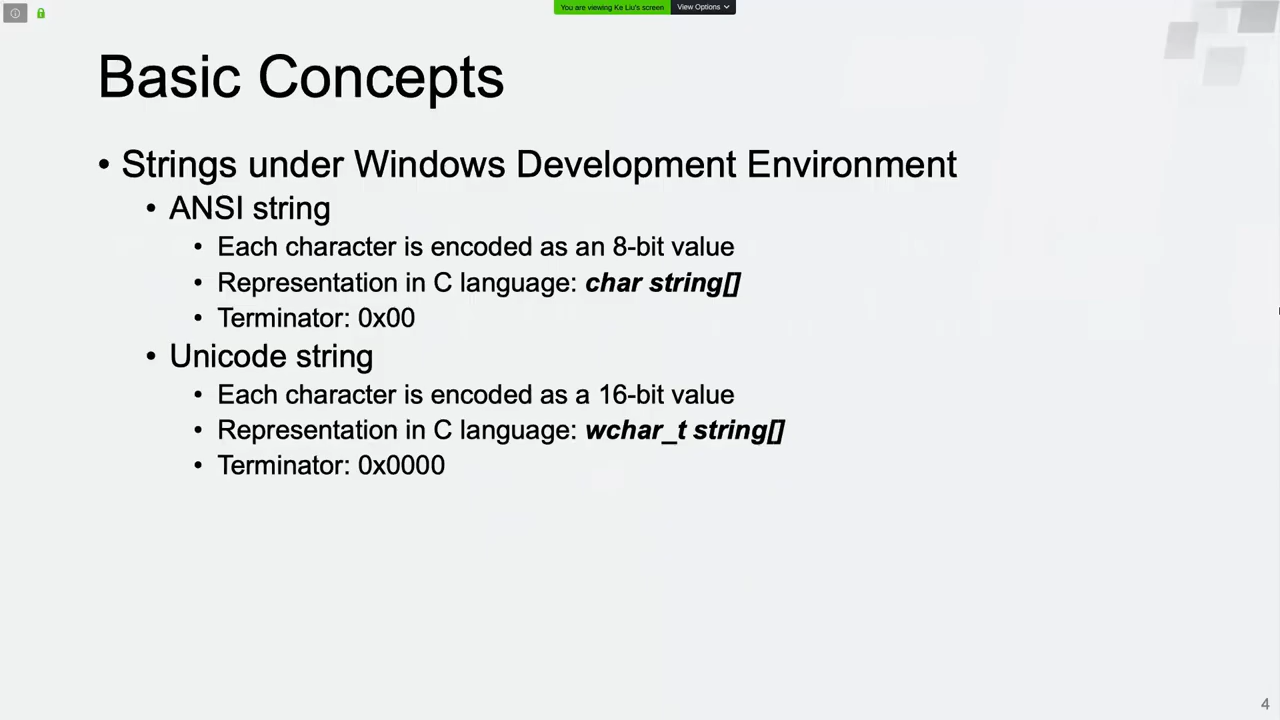 You are viewing Ke Liu's screen
View Options
Basic Concepts
• Strings under Windows Development Environment
• ANSI string
• Each character is encoded as an 8-bit value
• Representation in C language: char string[]
• Terminator: 0x00
• Unicode string
• Each character is encoded as a 16-bit value
• Representation in C language: wchar_t string[]
• Terminator: 0x0000
4